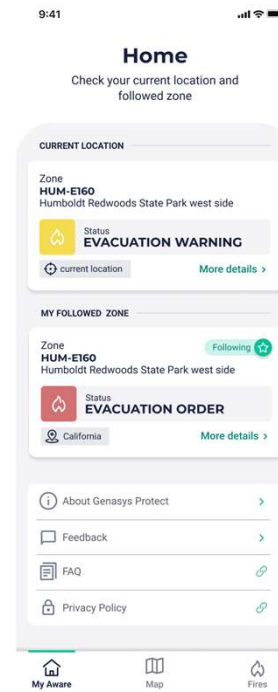 9:41
Home
Check your current location and
followed zone
CURRENT LOCATION
Zone
HUM-E160
Humboldt Redwoods State Park west side
Status
EVACUATION WARNING
current location
More details >
MY FOLLOWED ZONE
Zone
Following
HUM-E160
Humboldt Redwoods State Park west side
Status
EVACUATION ORDER
California
More details >
About Genasys Protect
Feedback
FAQ
Privacy Policy
My Aware
Map
Fires